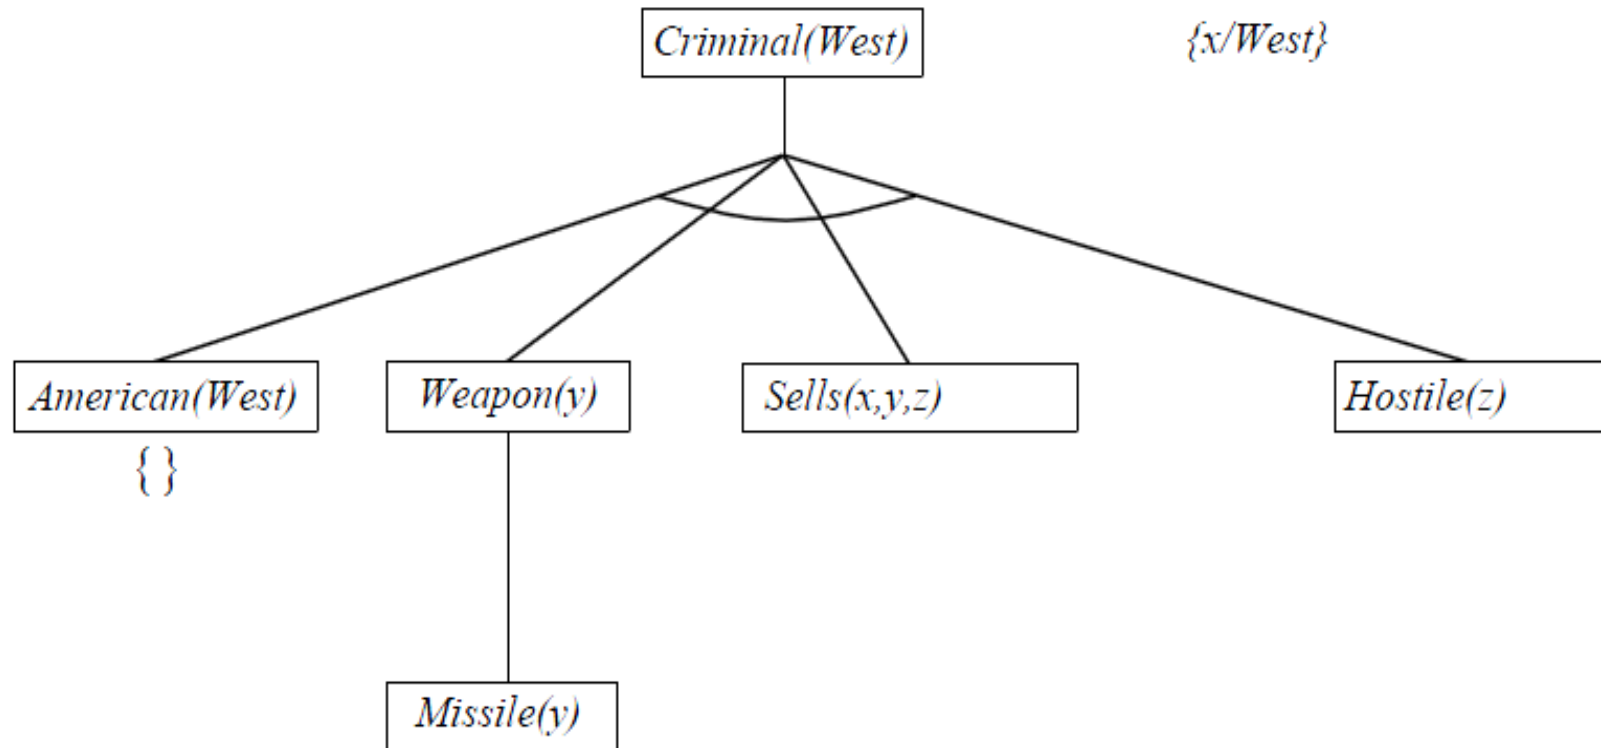 Criminal(West)
{x/West}
American(West)
Weapon(y)
Sells(x,y,z)
Hostile(z)
{ }
Missile(y)